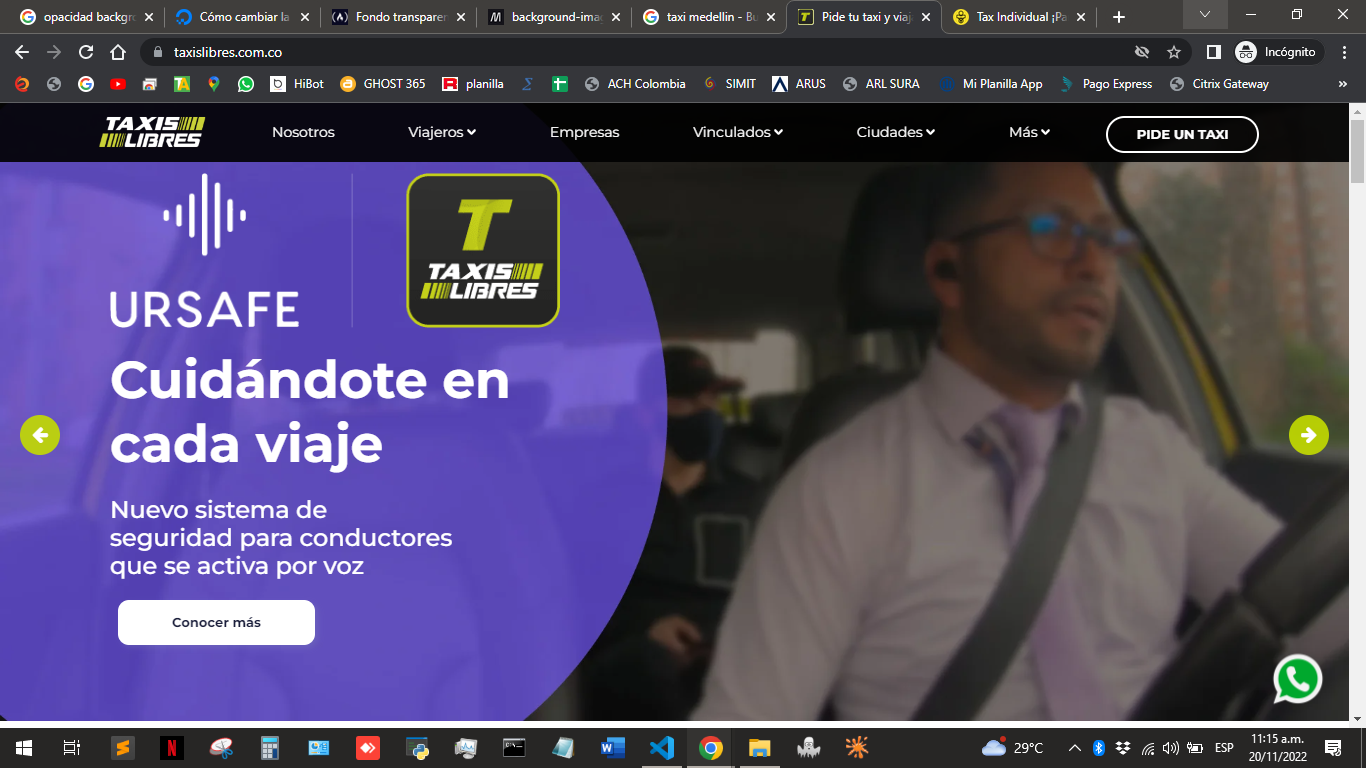 opacidad backgr
Cómo cambiar la
Fondo transparen
background-ima
taxi medellin - Bu
Pide tu taxi y viaj
Tax Individual ¡Pa
taxislibres.com.co
Incógnito
HiBot
GHOST 365
planilla
ACH Colombia
SIMIT
ARUS
ARL SURA
Mi Planilla App
Pago Express
Citrix Gateway
»
TAXIS LIBRES
Nosotros
Viajeros
Empresas
Vinculados
Ciudades
Más
PIDE UN TAXI
URSAFE
T
TAXIS
LIBRES
Cuidándote en
cada viaje
Nuevo sistema de
seguridad para conductores
que se activa por voz
Conocer más
29°C
ESP
11:15 a.m.
20/11/2022